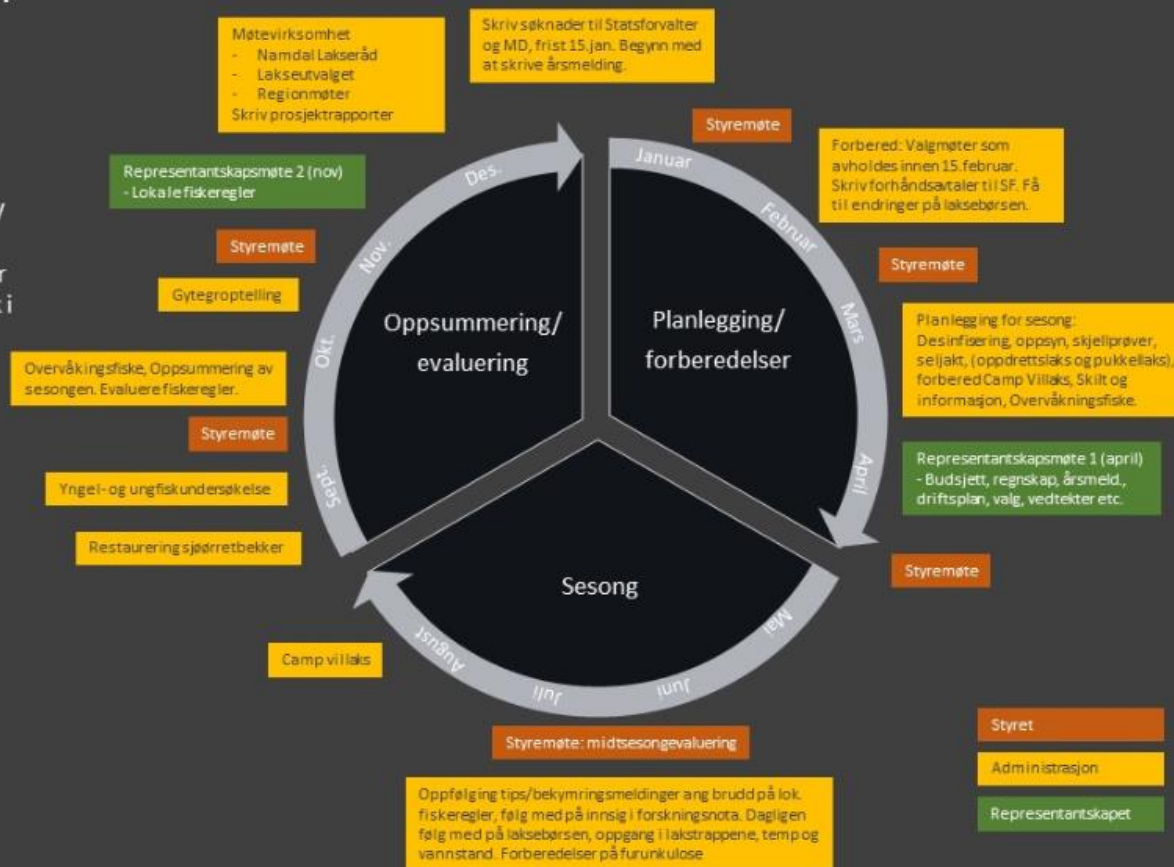 Møtevirksomhet
- Namdal Lakseråd
- Lakseutvalget
- Regionmøter
Skriv prosjektrapporter
Skriv søknader til Statsforvalter
og MD, frist 15.jan. Begynn med
at skrive årsmelding.
Styremøte
Forbered: Valgmøter som
avholdes innen 15.februar.
Skriv forhåndsavtaler til SF. Få
til endringer på laksebørsen.
Styremøte
Planlegging for sesong:
Desinfisering, oppsyn, skjellprøver,
seljakt, (oppdrettslaks og pukkellaks),
forbered Camp Villaks, Skilt og
informasjon, Overvåkningsfiske.
Representantskapsmøte 1 (april)
- Budsjett, regnskap, årsmeld.,
driftsplan, valg, vedtekter etc.
Styremøte
Representantskapsmøte 2 (nov)
- Lokale fiskeregler
Styremøte
Gytegroptelling
Overvåkingsfiske, Oppsummering av
sesongen. Evaluere fiskeregler.
Styremøte
Yngel- og ungfiskundersøkelse
Restaurering sjøørretbekker
Camp villaks
Januar
Februar
Mars
April
Mai
Juni
Juli
August
Sept.
Okt.
Nov.
Des.
Oppsummering/
evaluering
Planlegging/
forberedelser
Sesong
Styremøte: midtsesongevaluering
Oppfølging tips/bekymringsmeldinger ang brudd på lok.
fiskeregler, følg med på innsig i forskningsnota. Dagligen
følg med på laksebørsen, oppgang i lakstrappene, temp og
vannstand. Forberedelser på furunkulose
Styret
Administrasjon
Representantskapet